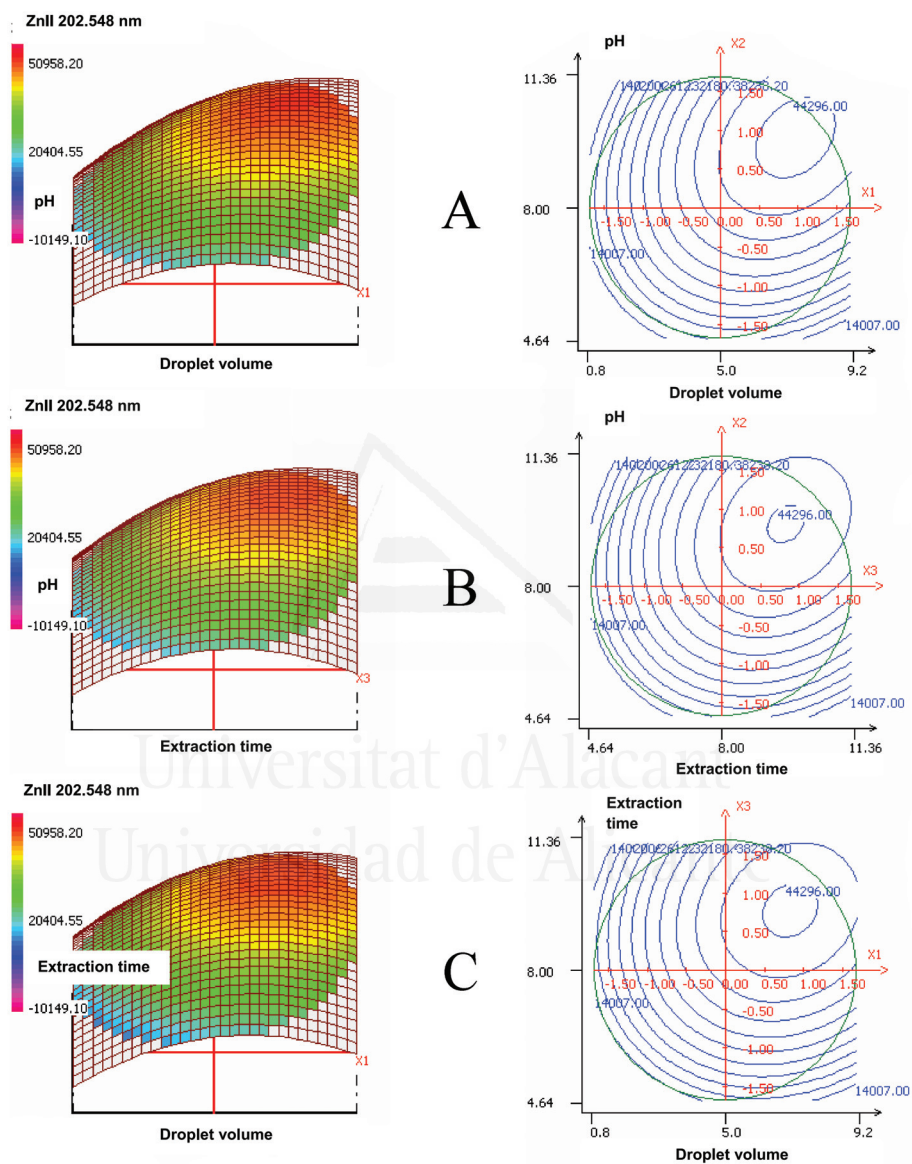 ZnII 202.548 nm
50958.20
20404.55
pH
-10149.10
X1
Droplet volume
A
pH
11.36
8.00
4.64
X2
1.50
1.00
0.50
44296.00
X1
-1.50 -1.00 -0.50 0.00 0.50 1.00 1.50
-0.50
-1.00
-1.50
14007.00
14007.00
0.8 5.0 9.2
Droplet volume
ZnII 202.548 nm
50958.20
20404.55
pH
-10149.10
X3
Extraction time
B
pH
11.36
8.00
4.64
X2
1.50
1.00
0.50
44296.00
X3
-1.50 -1.00 -0.50 0.00 0.50 1.00 1.50
-0.50
-1.00
-1.50
14007.00
14007.00
4.64 8.00 11.36
Extraction time
Universitat d'Alacant
Universidad de Alicante
ZnII 202.548 nm
50958.20
20404.55
Extraction time
-10149.10
X1
Droplet volume
C
Extraction
time
11.36
8.00
4.64
X3
1.50
1.00
0.50
44296.00
X1
-1.50 -1.00 -0.50 0.00 0.50 1.00 1.50
-0.50
1.00
-1.50
14007.00
14007.00
0.8 5.0 9.2
Droplet volume